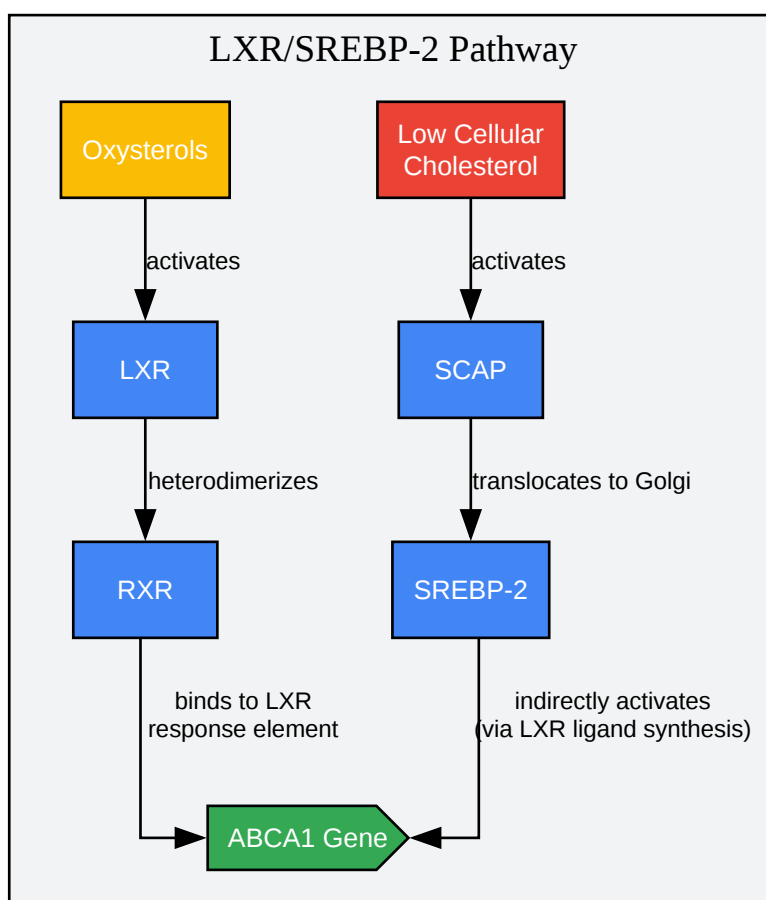 LXR/SREBP-2 Pathway
Oxysterols
Low Cellular
Cholesterol
activates
activates
LXR
SCAP
heterodimerizes
translocates to Golgi
RXR
SREBP-2
binds to LXR
response element
indirectly activates
(via LXR ligand synthesis)
ABCA1 Gene